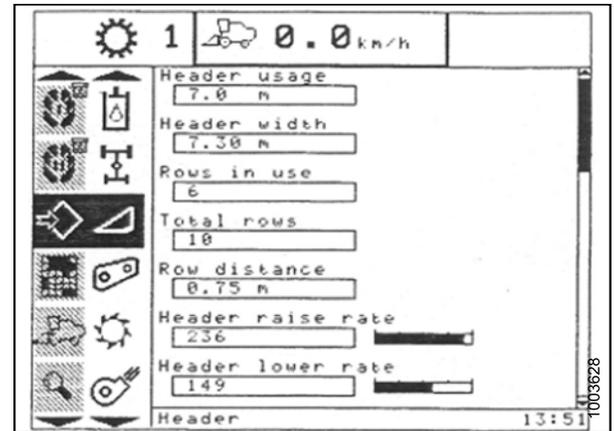 1 0.0 km/h
Header usage
7.0 m
Header width
7.30 m
Rows in use
6
Total rows
10
Row distance
0.75 m
Header raise rate
236
Header lower rate
149
Header 13:51
1003628